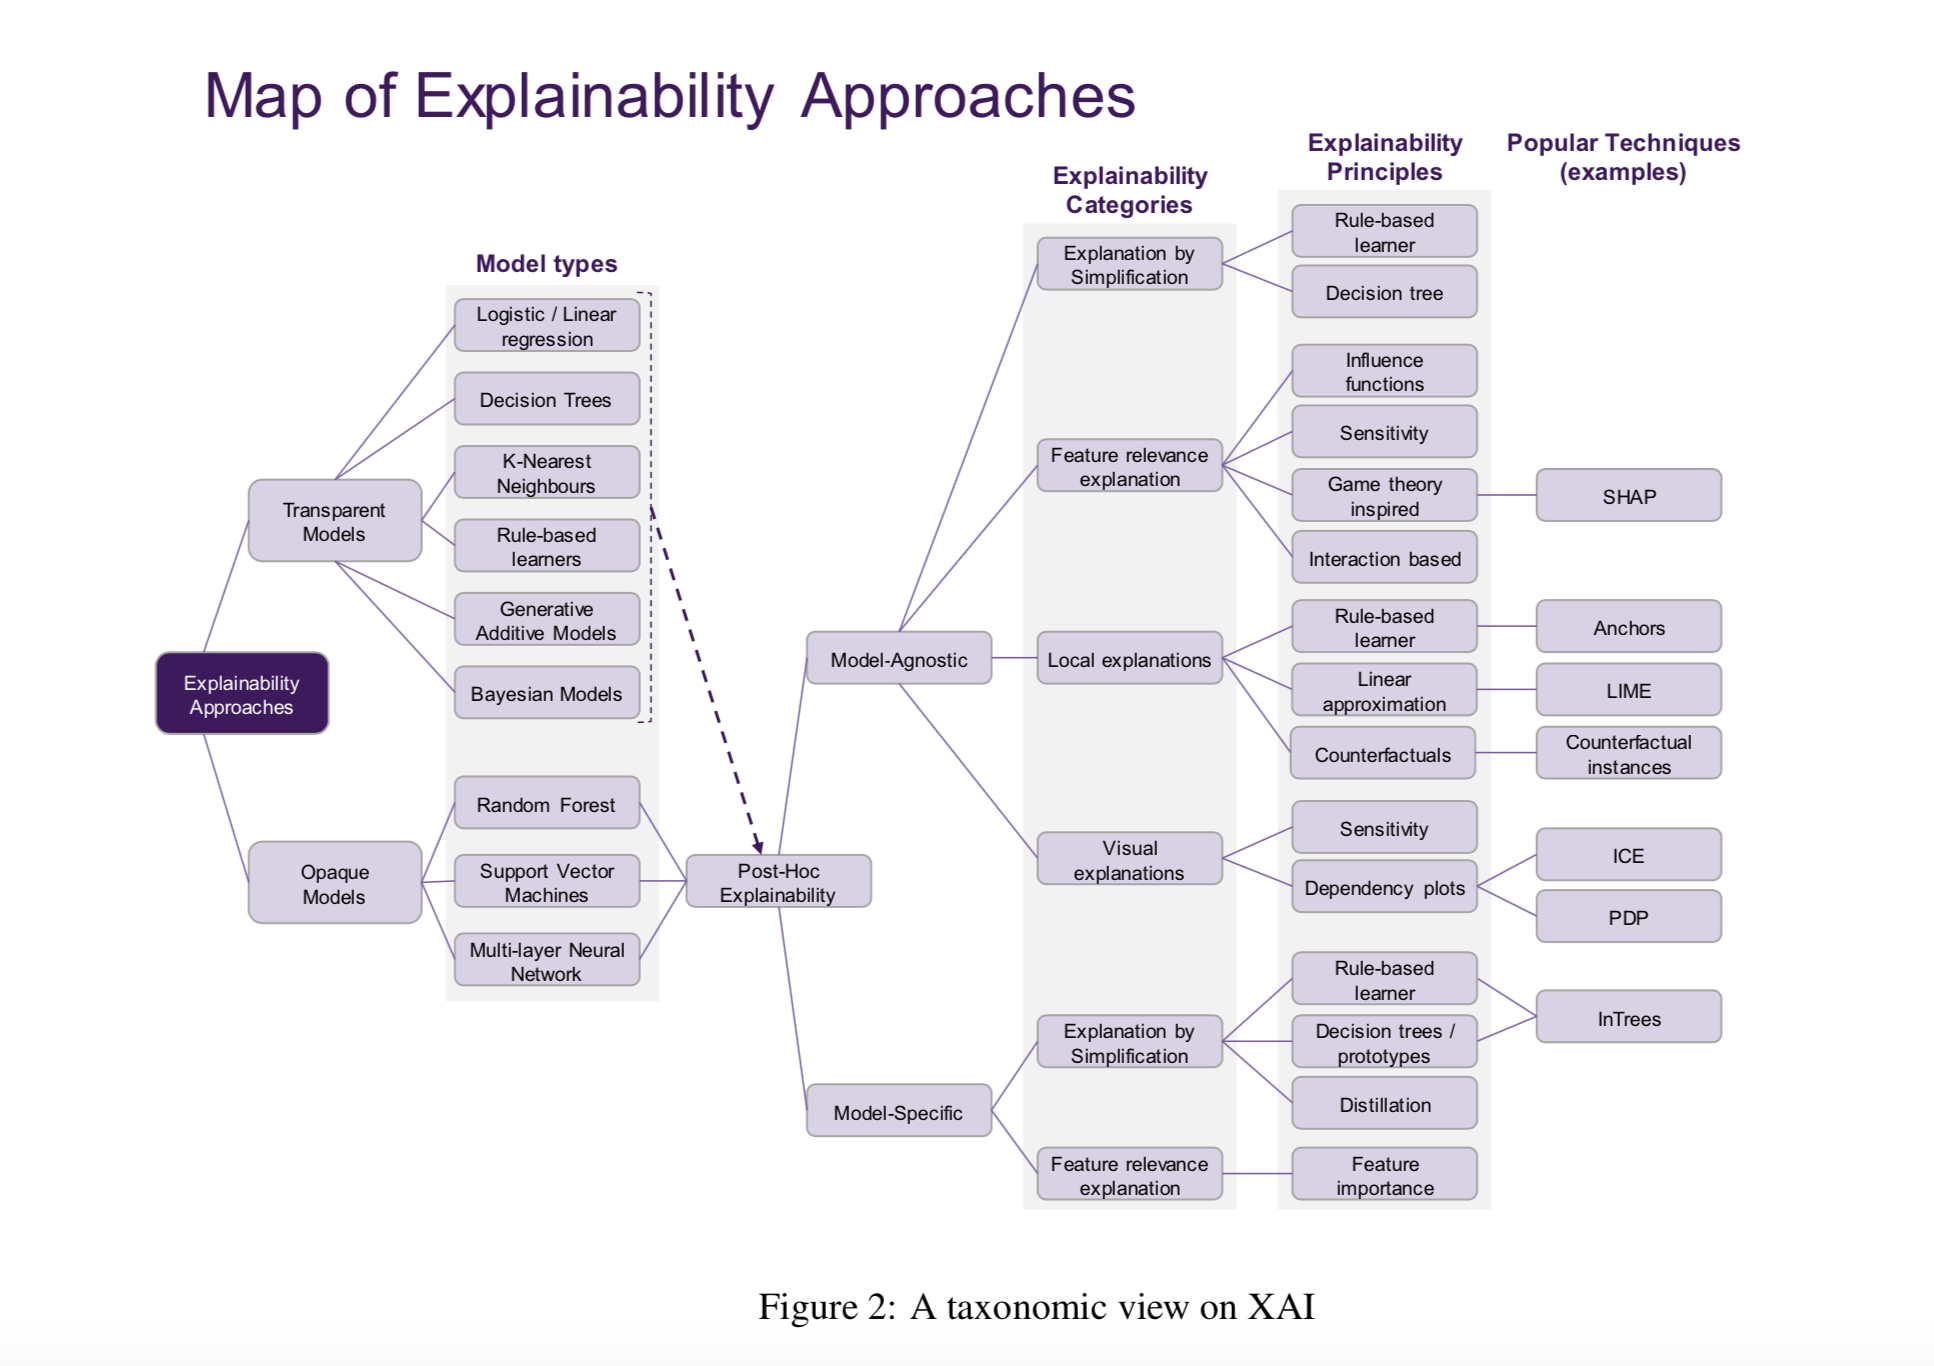 Map of Explainability Approaches
Model types
Explainability
Categories
Explainability
Principles
Popular Techniques
(examples)
Explainability
Approaches
Transparent
Models
Opaque
Models
Logistic / Linear
regression
Decision Trees
K-Nearest
Neighbours
Rule-based
learners
Generative
Additive Models
Bayesian Models
Random Forest
Support Vector
Machines
Multi-layer Neural
Network
Post-Hoc
Explainability
Model-Agnostic
Model-Specific
Explanation by
Simplification
Feature relevance
explanation
Local explanations
Visual
explanations
Explanation by
Simplification
Feature relevance
explanation
Rule-based
learner
Decision tree
Influence
functions
Sensitivity
Game theory
inspired
Interaction based
Rule-based
learner
Linear
approximation
Counterfactuals
Sensitivity
Dependency plots
Rule-based
learner
Decision trees /
prototypes
Distillation
Feature
importance
SHAP
Anchors
LIME
Counterfactual
instances
ICE
PDP
InTrees
Figure 2: A taxonomic view on XAI